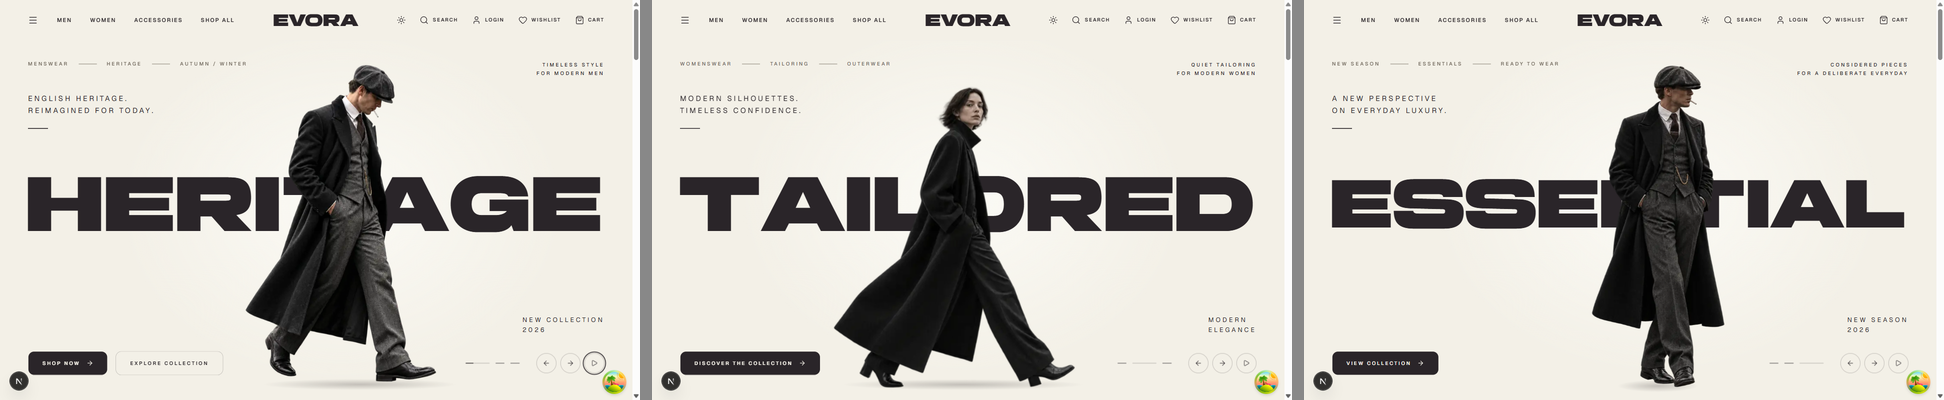 MEN WOMEN ACCESSORIES SHOP ALL EVORA SEARCH LOGIN WISHLIST CART
MENSWEAR — HERITAGE — AUTUMN / WINTER
TIMELESS STYLE
FOR MODERN MEN
ENGLISH HERITAGE.
REIMAGINED FOR TODAY.
HERITAGE
NEW COLLECTION
2026
SHOP NOW → EXPLORE COLLECTION
N
MEN WOMEN ACCESSORIES SHOP ALL EVORA SEARCH LOGIN WISHLIST CART
WOMENSWEAR — TAILORING — OUTERWEAR
QUIET TAILORING
FOR MODERN WOMEN
MODERN SILHOUETTES.
TIMELESS CONFIDENCE.
TAILORED
MODERN
ELEGANCE
DISCOVER THE COLLECTION →
N
MEN WOMEN ACCESSORIES SHOP ALL EVORA SEARCH LOGIN WISHLIST CART
NEW SEASON — ESSENTIALS — READY TO WEAR
CONSIDERED PIECES
FOR A DELIBERATE EVERYDAY
A NEW PERSPECTIVE
ON EVERYDAY LUXURY.
ESSENTIAL
NEW SEASON
2026
VIEW COLLECTION →
N